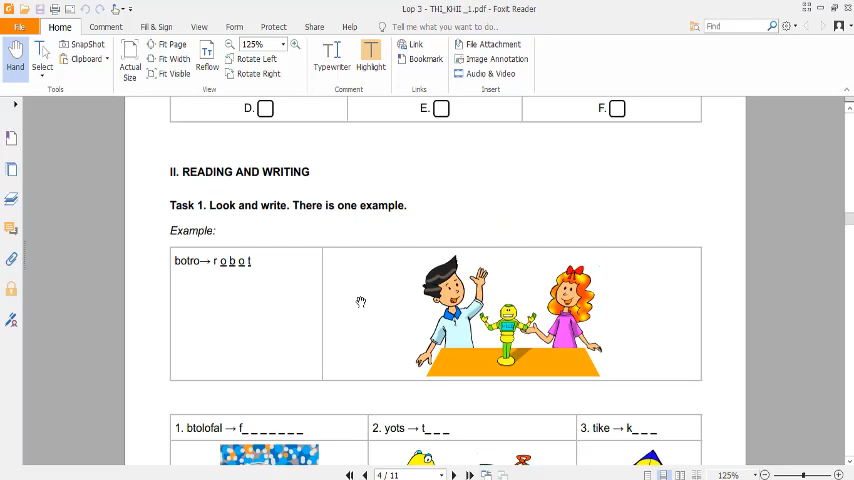 Lop 3 - THI_KHII _1.pdf - Foxit Reader
File Home Comment Fill & Sign View Form Protect Share Help Tell me what you want to do... Find
Hand Select SnapShot Clipboard Actual Size Fit Page Fit Width Fit Visible Reflow 125% Rotate Left Rotate Right Typewriter Highlight Link Bookmark File Attachment Image Annotation Audio & Video
Tools View Comment Links Insert
D. E. F.
II. READING AND WRITING
Task 1. Look and write. There is one example.
Example:
botro→ r o b o t
1. btolofal → f_ _ _ _ _ _ _ 2. yots → t_ _ _ 3. tike → k_ _ _
4 / 11 125%